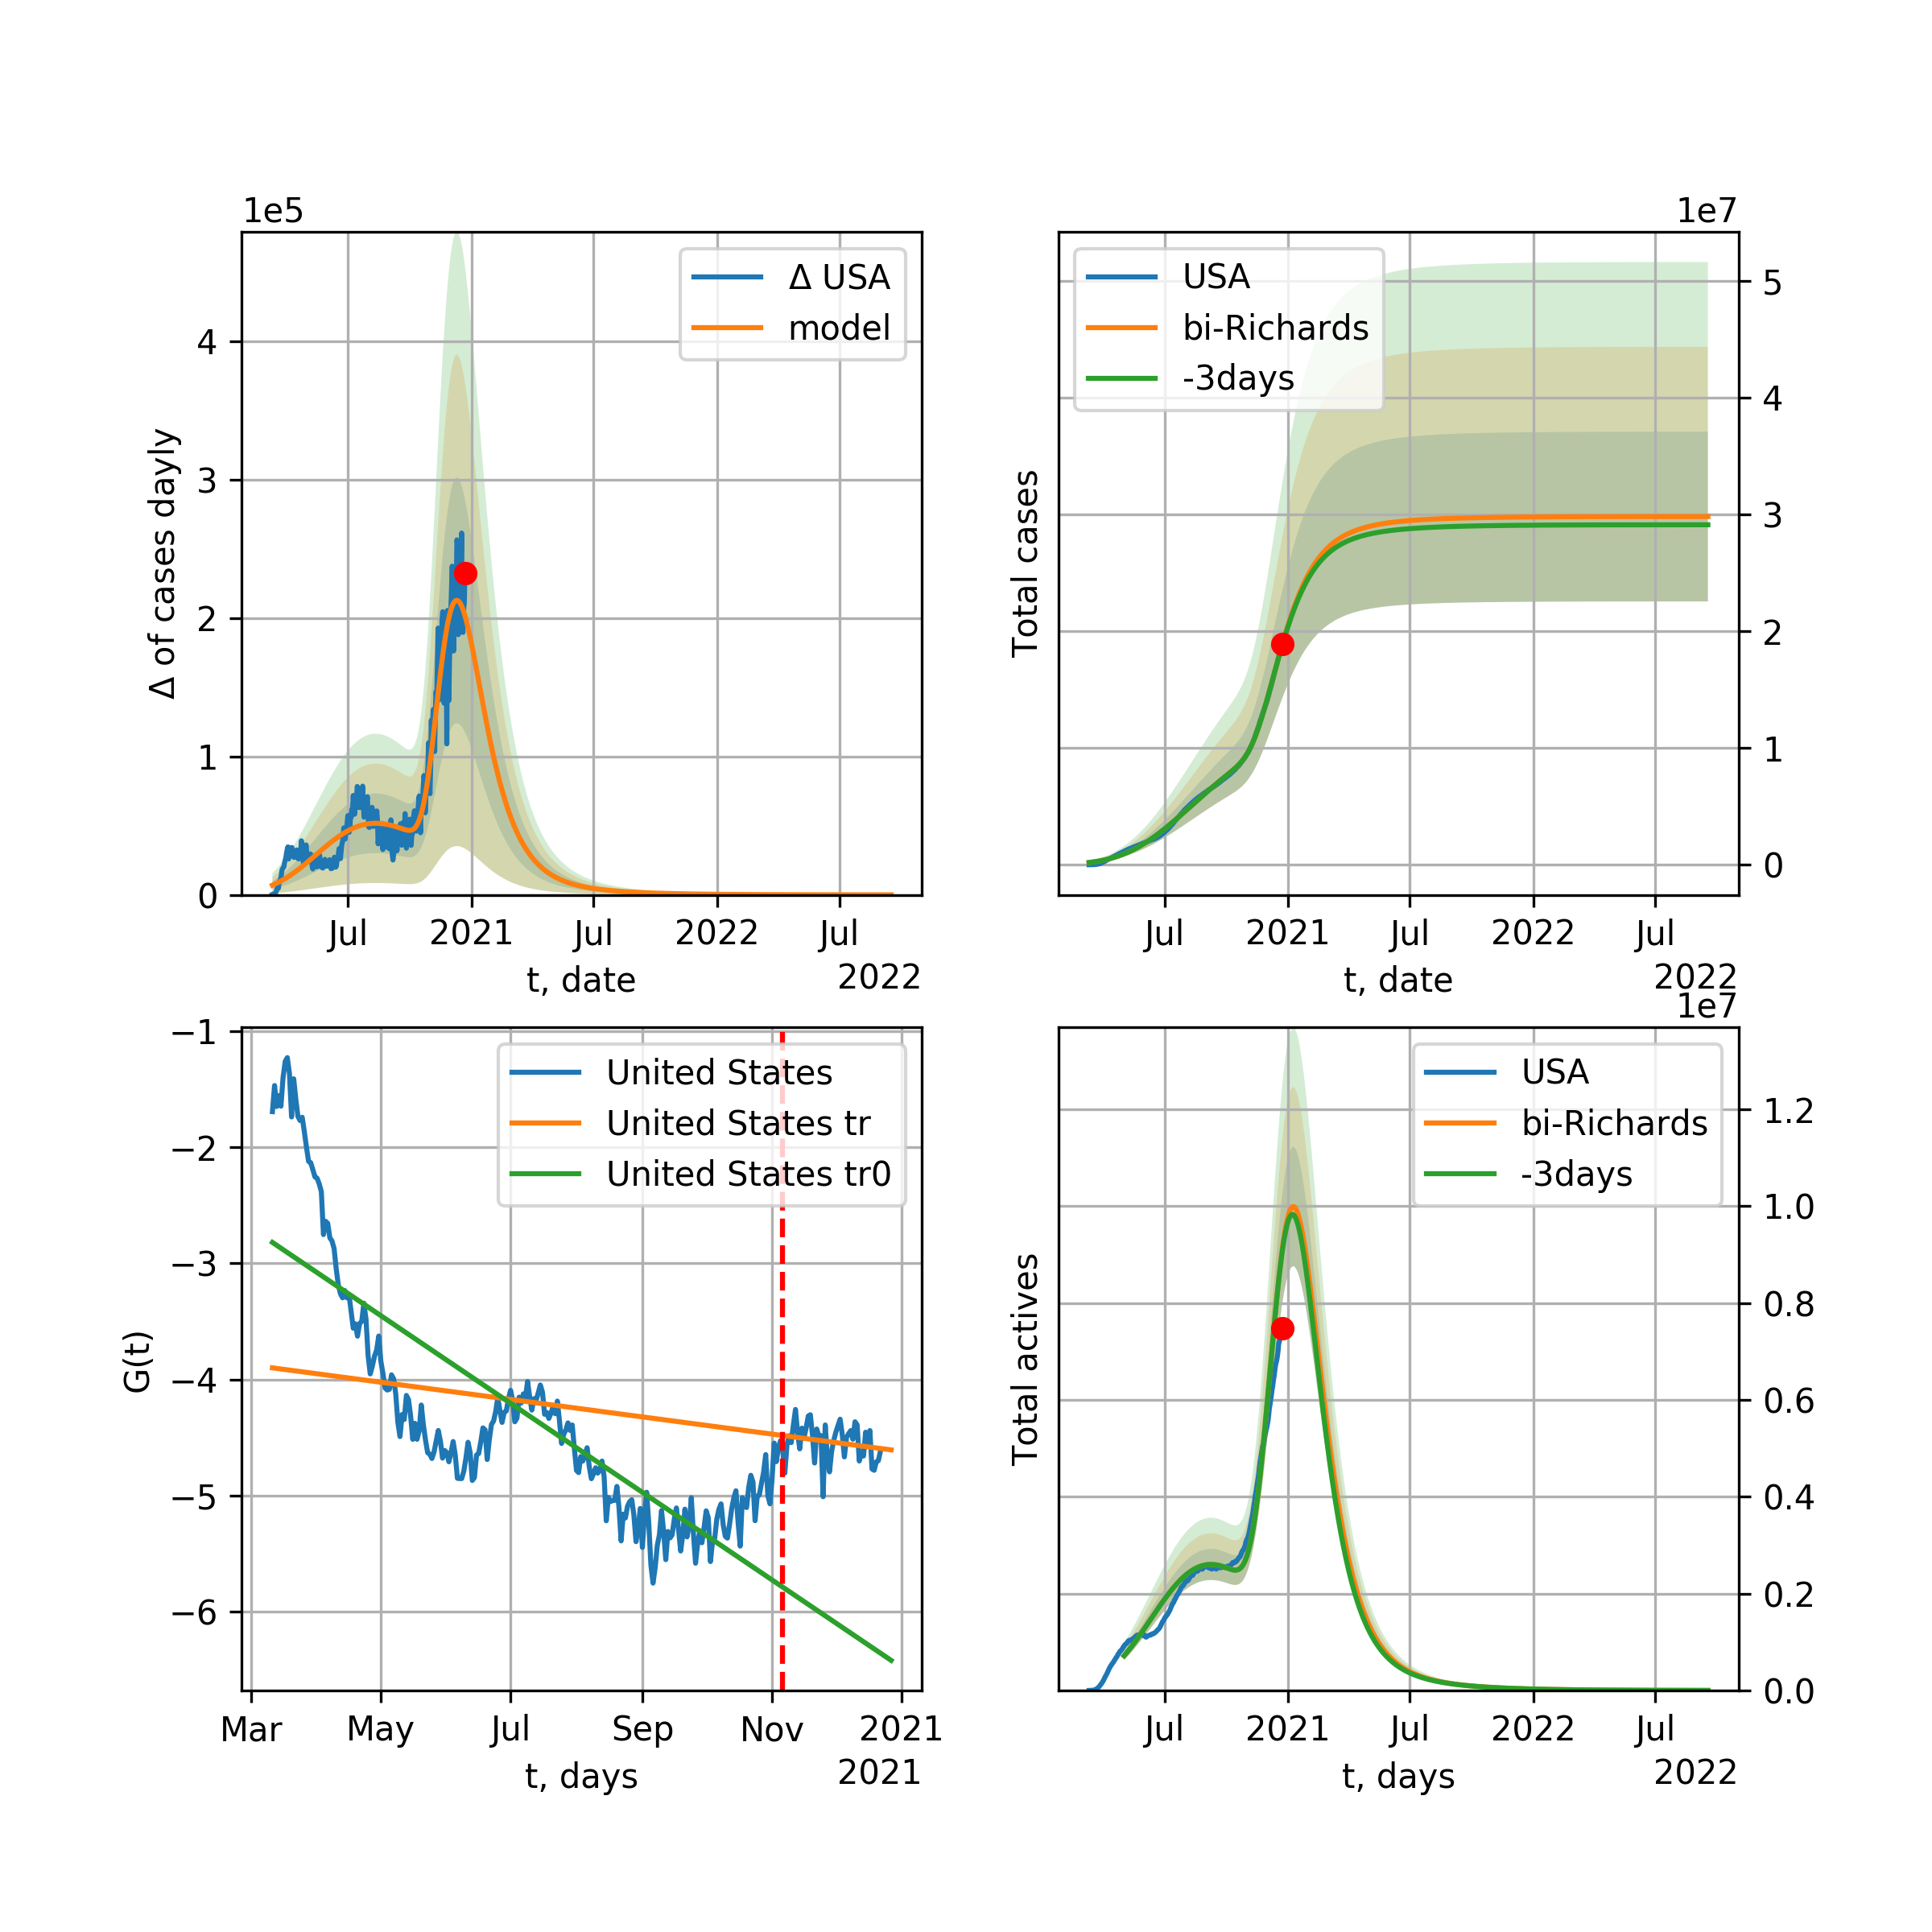 1e5
Δ USA
model
4
3
2
1
0
Δ of cases dayly
Jul
2021
Jul
2022
Jul
t, date
2022
1e7
USA
bi-Richards
-3days
5
4
3
2
1
0
Total cases
Jul
2021
Jul
2022
Jul
t, date
2022
−1
−2
−3
−4
−5
−6
G(t)
United States
United States tr
United States tr0
Mar
May
Jul
Sep
Nov
2021
t, days
2021
1e7
USA
bi-Richards
-3days
1.2
1.0
0.8
0.6
0.4
0.2
0.0
Total actives
Jul
2021
Jul
2022
Jul
t, days
2022